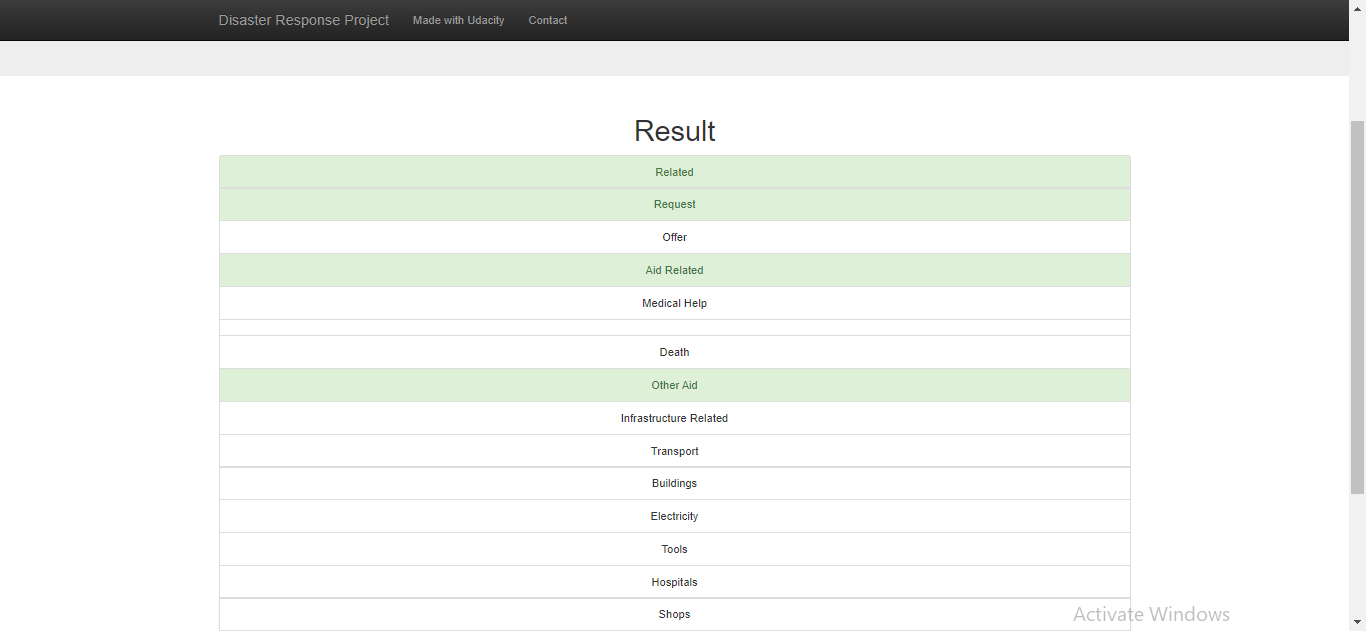 Disaster Response Project Made with Udacity Contact
Result
Related
Request
Offer
Aid Related
Medical Help
Death
Other Aid
Infrastructure Related
Transport
Buildings
Electricity
Tools
Hospitals
Shops
Activate Windows